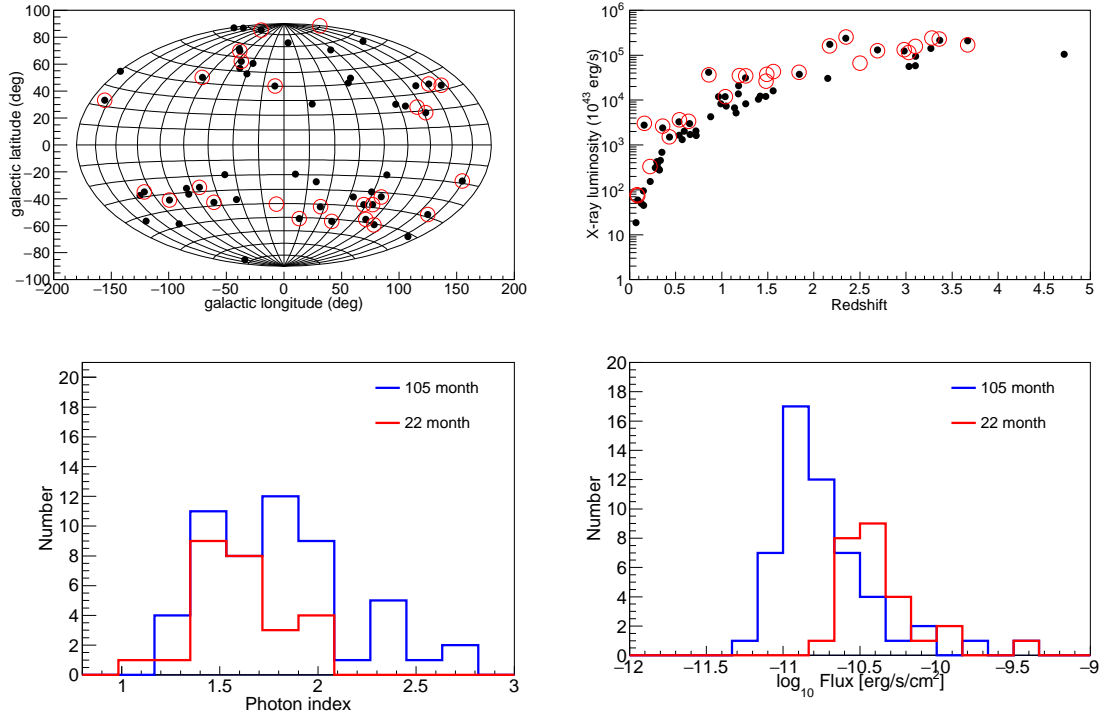 100
80
60
40
20
0
−20
−40
−60
−80
−100
−200 −150 −100 −50 0 50 100 150 200
galactic longitude (deg)
galactic latitude (deg)
10^6
10^5
10^4
10^3
10^2
10
1
0 0.5 1 1.5 2 2.5 3 3.5 4 4.5 5
Redshift
X-ray luminosity (10^43 erg/s)
20
18
16
14
12
10
8
6
4
2
0
1 1.5 2 2.5 3
Photon index
Number
105 month
22 month
20
18
16
14
12
10
8
6
4
2
0
−12 −11.5 −11 −10.5 −10 −9.5 −9
log10 Flux [erg/s/cm²]
Number
105 month
22 month